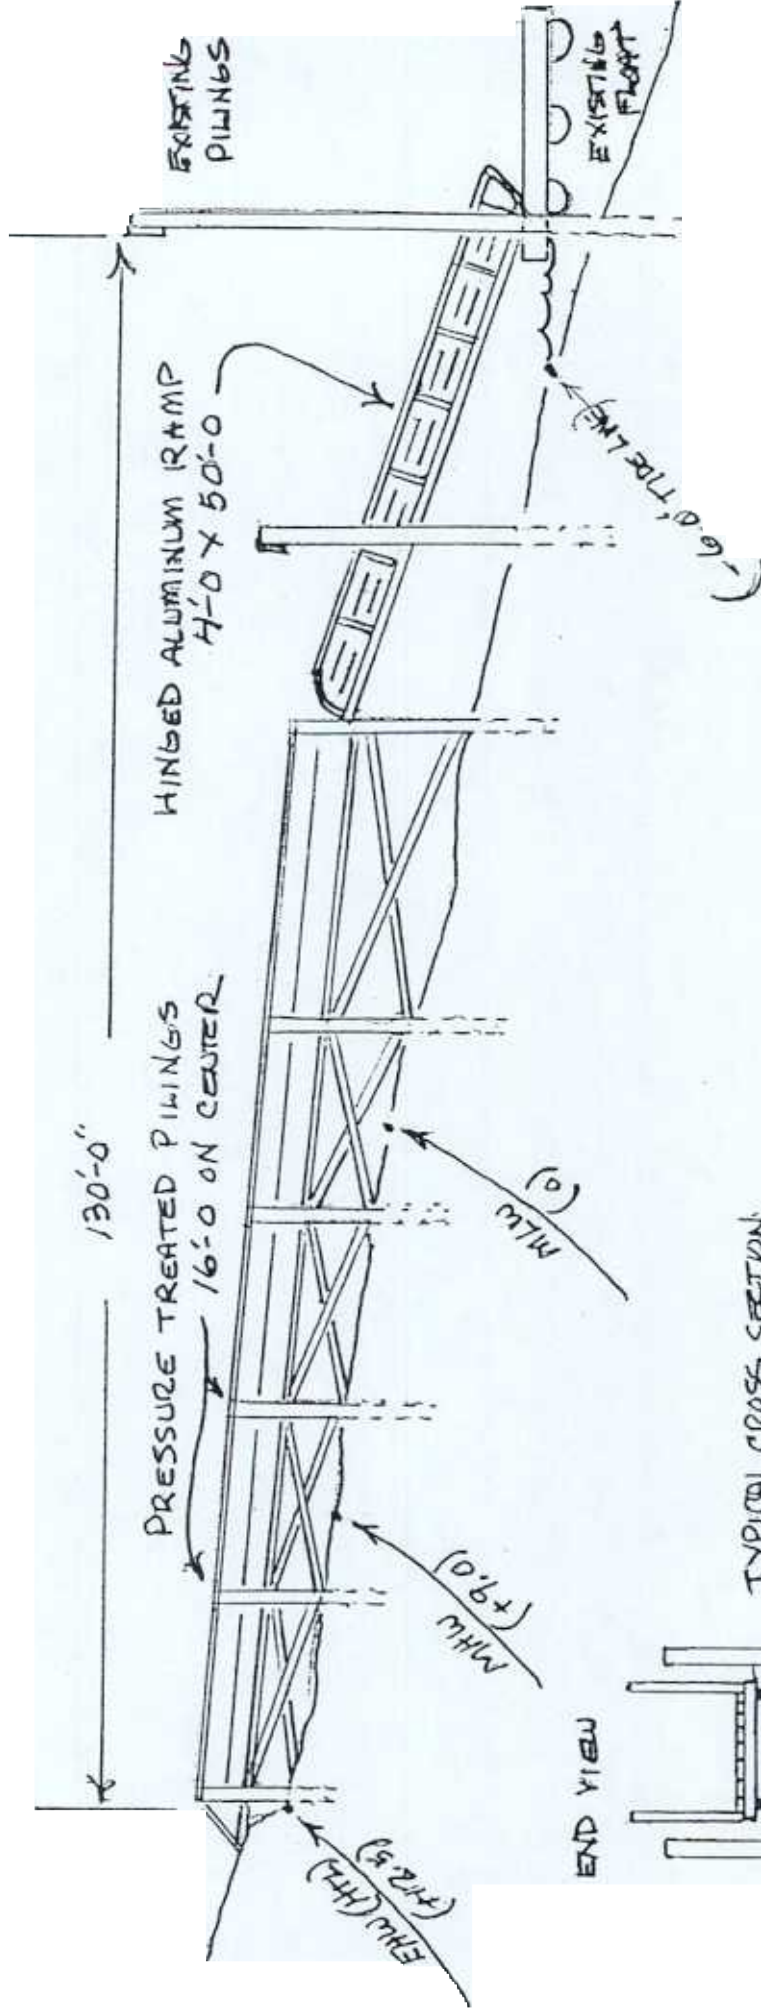 130'-0"
EXISTING
PILINGS
HINGED ALUMINUM RAMP
4'-0 X 50'-0
PRESSURE TREATED PILINGS
16'-0 ON CENTER
EXISTING
FLOAT
(-6.0' TIDE LINE)
MLW
(0)
MHW
(+9.0)
EHW (HTL)
(+12.5)
END VIEW
TYPICAL CROSS SECTION